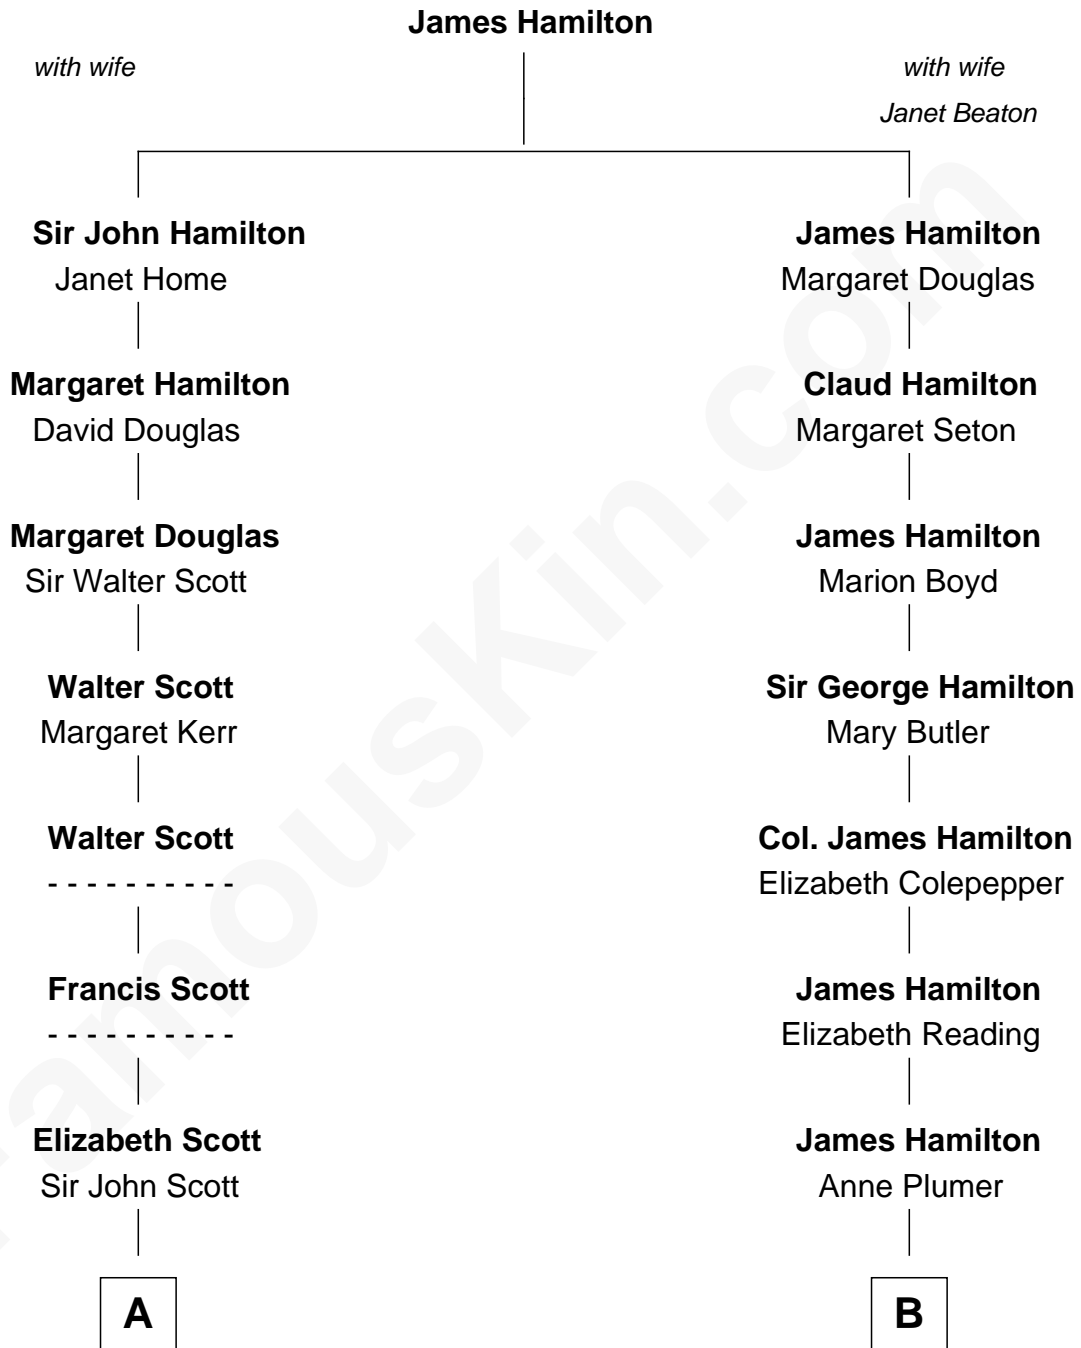 James Hamilton
with wife
with wife
Janet Beaton
Sir John Hamilton
James Hamilton
Janet Home
Margaret Douglas
Margaret Hamilton
Claud Hamilton
David Douglas
Margaret Seton
Margaret Douglas
James Hamilton
Sir Walter Scott
Marion Boyd
Walter Scott
Sir George Hamilton
Margaret Kerr
Mary Butler
Walter Scott
Col. James Hamilton
- - - - - - - - - -
Elizabeth Colepepper
Francis Scott
James Hamilton
- - - - - - - - - -
Elizabeth Reading
Elizabeth Scott
James Hamilton
Sir John Scott
Anne Plumer
A
B
FamousKin.com